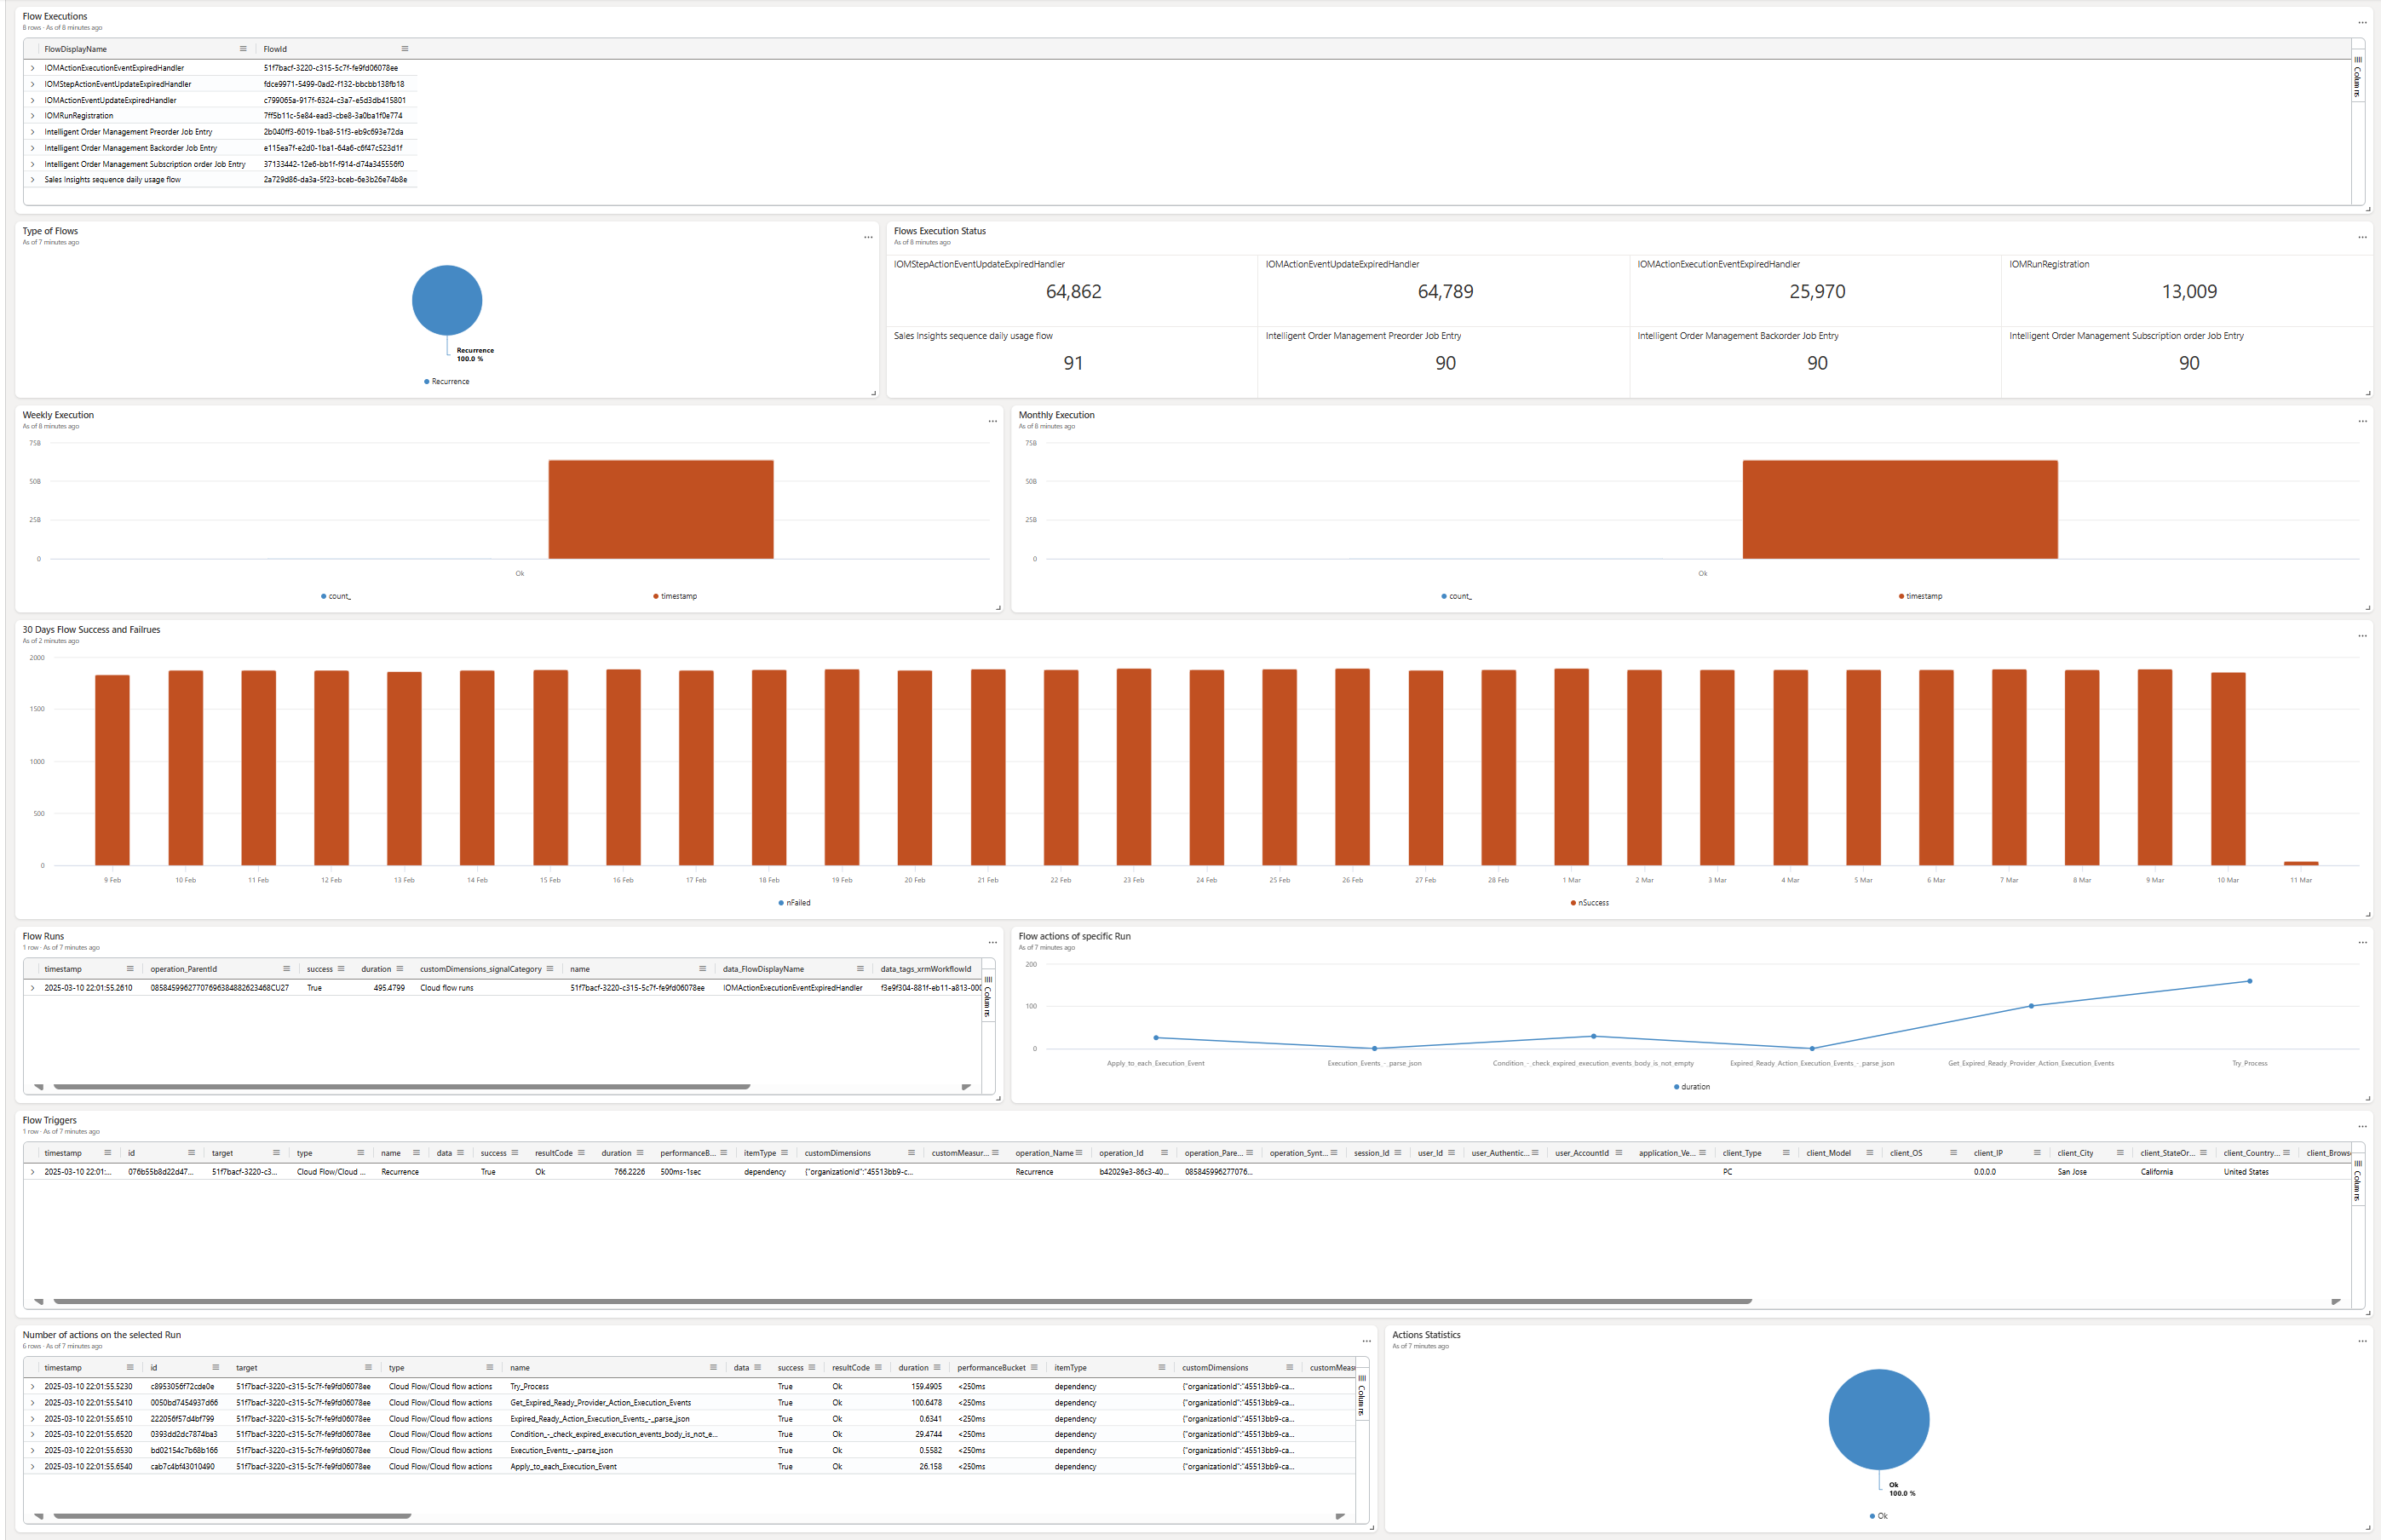 Flow Executions
8 rows · As of 8 minutes ago
FlowDisplayName FlowId
IOMActionExecutionEventExpiredHandler 51f7bacf-3220-c315-5c7f-fe9fd06078ee
IOMStepActionEventUpdateExpiredHandler fdce9971-5499-0ad2-f132-bbcbb138fb18
IOMActionEventUpdateExpiredHandler c799065a-917f-6324-c3a7-e5d3db415801
IOMRunRegistration 7ff5b11c-5e84-ead3-cbe8-3a0ba1f0e774
Intelligent Order Management Preorder Job Entry 2b040ff3-6019-1ba8-51f3-eb9c693e72da
Intelligent Order Management Backorder Job Entry e115ea7f-e2d0-1ba1-64a6-c6f47c523d1f
Intelligent Order Management Subscription order Job Entry 37133442-12e6-bb1f-f914-d74a345556f0
Sales Insights sequence daily usage flow 2a729d86-da3a-5f23-bceb-6e3b26e74b8e
Columns
Type of Flows
As of 7 minutes ago
Recurrence
100.0 %
Recurrence
Flows Execution Status
As of 8 minutes ago
IOMStepActionEventUpdateExpiredHandler IOMActionEventUpdateExpiredHandler IOMActionExecutionEventExpiredHandler IOMRunRegistration
64,862 64,789 25,970 13,009
Sales Insights sequence daily usage flow Intelligent Order Management Preorder Job Entry Intelligent Order Management Backorder Job Entry Intelligent Order Management Subscription order Job Entry
91 90 90 90
Weekly Execution
As of 8 minutes ago
75B
50B
25B
0
Ok
count_ timestamp
Monthly Execution
As of 8 minutes ago
75B
50B
25B
0
Ok
count_ timestamp
30 Days Flow Success and Failrues
As of 2 minutes ago
2000
1500
1000
500
0
9 Feb 10 Feb 11 Feb 12 Feb 13 Feb 14 Feb 15 Feb 16 Feb 17 Feb 18 Feb 19 Feb 20 Feb 21 Feb 22 Feb 23 Feb 24 Feb 25 Feb 26 Feb 27 Feb 28 Feb 1 Mar 2 Mar 3 Mar 4 Mar 5 Mar 6 Mar 7 Mar 8 Mar 9 Mar 10 Mar 11 Mar
nFailed nSuccess
Flow Runs
1 row · As of 7 minutes ago
timestamp operation_ParentId success duration customDimensions_signalCategory name data_FlowDisplayName data_tags_xrmWorkflowId
2025-03-10 22:01:55.2610 08584599627707696384882623468CU27 True 495.4799 Cloud flow runs 51f7bacf-3220-c315-5c7f-fe9fd06078ee IOMActionExecutionEventExpiredHandler f3e9f304-881f-eb11-a813-000
Columns
Flow actions of specific Run
As of 7 minutes ago
200
100
0
Apply_to_each_Execution_Event Execution_Events_-_parse_json Condition_-_check_expired_execution_events_body_is_not_empty Expired_Ready_Action_Execution_Events_-_parse_json Get_Expired_Ready_Provider_Action_Execution_Events Try_Process
duration
Flow Triggers
1 row · As of 7 minutes ago
timestamp id target type name data success resultCode duration performanceB... itemType customDimensions customMeasur... operation_Name operation_Id operation_Pare... operation_Synt... session_Id user_Id user_Authentic... user_AccountId application_Ve... client_Type client_Model client_OS client_IP client_City client_StateOr... client_Country... client_Brows
2025-03-10 22:01:... 076b55b8d22d47... 51f7bacf-3220-c3... Cloud Flow/Cloud ... Recurrence True Ok 766.2226 500ms-1sec dependency {"organizationId":"45513bb9-c... Recurrence b42029e3-86c3-40... 085845996277076... PC 0.0.0.0 San Jose California United States
Columns
Number of actions on the selected Run
6 rows · As of 7 minutes ago
timestamp id target type name data success resultCode duration performanceBucket itemType customDimensions customMeas
2025-03-10 22:01:55.5230 c8953056f72cde0e 51f7bacf-3220-c315-5c7f-fe9fd06078ee Cloud Flow/Cloud flow actions Try_Process True Ok 159.4905 <250ms dependency {"organizationId":"45513bb9-ca...
2025-03-10 22:01:55.5410 0050bd7454937d66 51f7bacf-3220-c315-5c7f-fe9fd06078ee Cloud Flow/Cloud flow actions Get_Expired_Ready_Provider_Action_Execution_Events True Ok 100.6478 <250ms dependency {"organizationId":"45513bb9-ca...
2025-03-10 22:01:55.6510 222056f57d4bf799 51f7bacf-3220-c315-5c7f-fe9fd06078ee Cloud Flow/Cloud flow actions Expired_Ready_Action_Execution_Events_-_parse_json True Ok 0.6341 <250ms dependency {"organizationId":"45513bb9-ca...
2025-03-10 22:01:55.6520 0393dd2dc7874ba3 51f7bacf-3220-c315-5c7f-fe9fd06078ee Cloud Flow/Cloud flow actions Condition_-_check_expired_execution_events_body_is_not_e... True Ok 29.4744 <250ms dependency {"organizationId":"45513bb9-ca...
2025-03-10 22:01:55.6530 bd02154c7b68b166 51f7bacf-3220-c315-5c7f-fe9fd06078ee Cloud Flow/Cloud flow actions Execution_Events_-_parse_json True Ok 0.5582 <250ms dependency {"organizationId":"45513bb9-ca...
2025-03-10 22:01:55.6540 cab7c4bf43010490 51f7bacf-3220-c315-5c7f-fe9fd06078ee Cloud Flow/Cloud flow actions Apply_to_each_Execution_Event True Ok 26.158 <250ms dependency {"organizationId":"45513bb9-ca...
Columns
Actions Statistics
As of 7 minutes ago
Ok
100.0 %
Ok